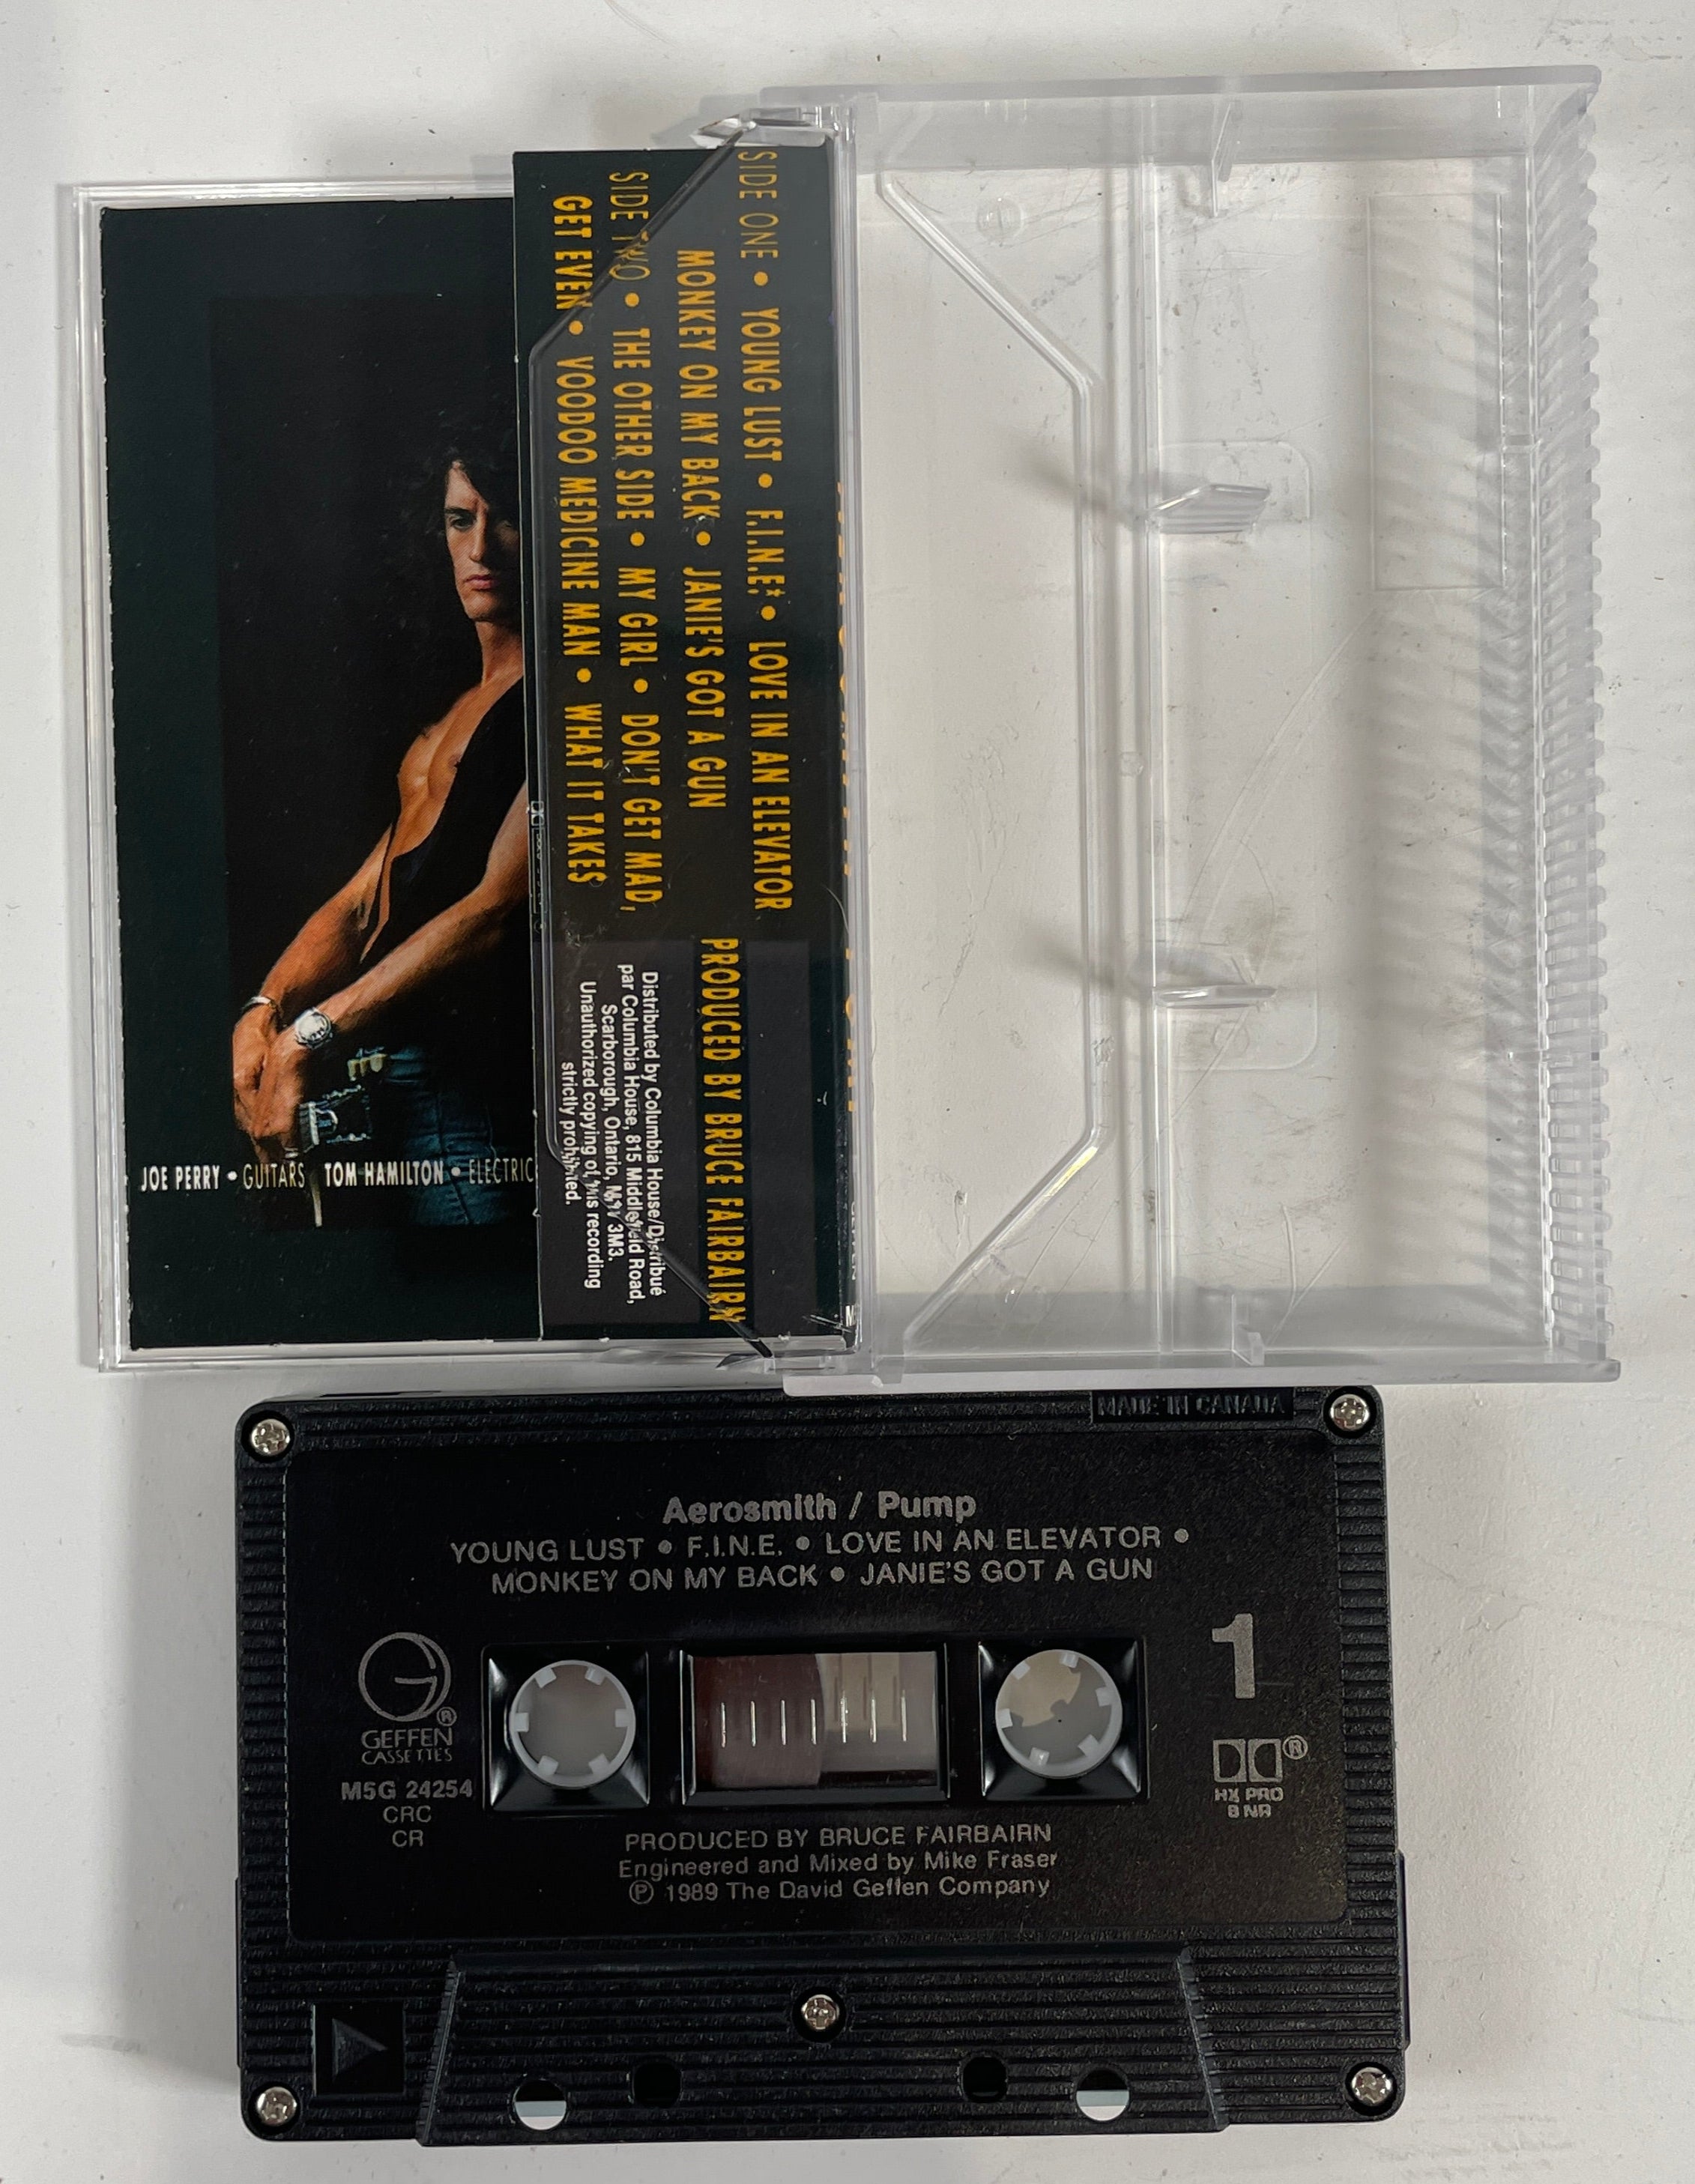 SIDE ONE • YOUNG LUST • F.I.N.E.* • LOVE IN AN ELEVATOR
MONKEY ON MY BACK • JANIE'S GOT A GUN
SIDE TWO • THE OTHER SIDE • MY GIRL • DON'T GET MAD,
GET EVEN • VOODOO MEDICINE MAN • WHAT IT TAKES
PRODUCED BY BRUCE FAIRBAIRN
Distributed by Columbia House/Distribué
par Columbia House, 815 Middlefield Road,
Scarborough, Ontario, 3M3.
Unauthorized copying of this recording
strictly prohibited.
JOE PERRY • GUITARS TOM HAMILTON • ELECTRIC
MADE IN CANADA
Aerosmith / Pump
YOUNG LUST • F.I.N.E. • LOVE IN AN ELEVATOR •
MONKEY ON MY BACK • JANIE'S GOT A GUN
1
G®
GEFFEN
CASSETTES
M5G 24254
CRC
CR
®
HX PRO
B NR
PRODUCED BY BRUCE FAIRBAIRN
Engineered and Mixed by Mike Fraser
℗ 1989 The David Geffen Company